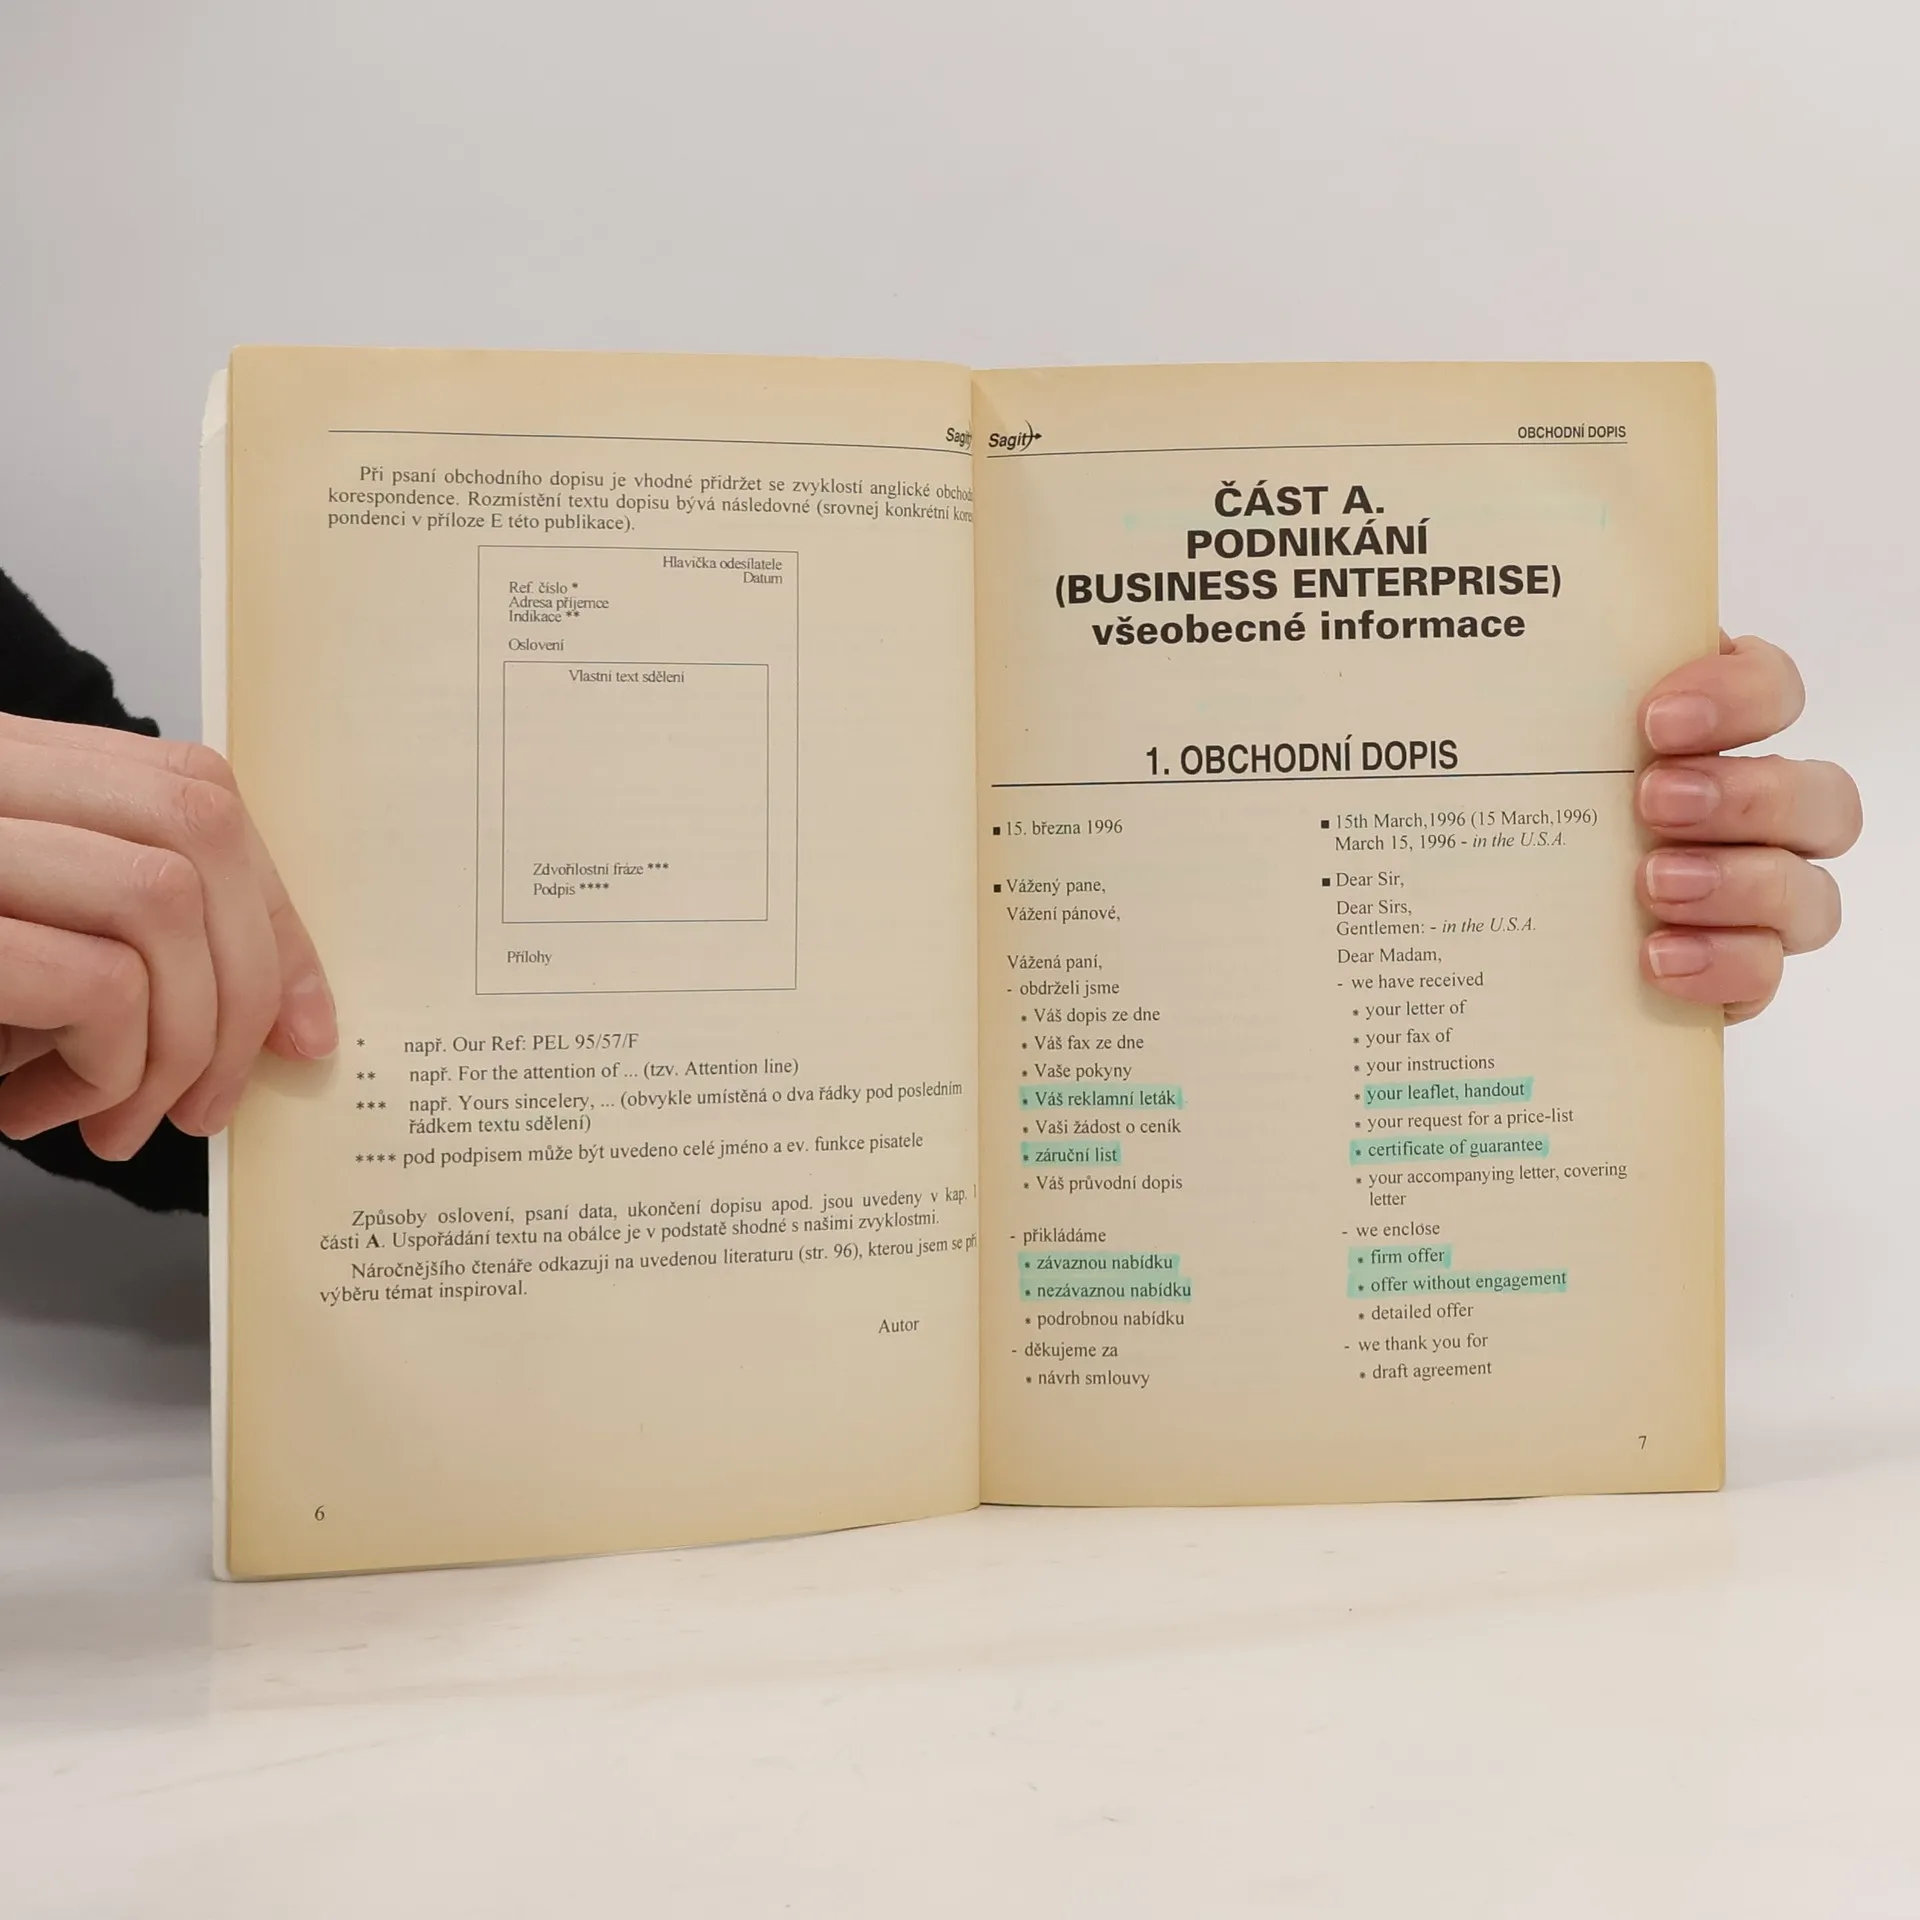 Sagit
Při psaní obchodního dopisu je vhodné přidržet se zvyklostí anglické
korespondence. Rozmístění textu dopisu bývá následovné (srovnej konkrétní
pondenci v příloze E této publikace).
Hlavička odesílatele
Datum
Ref. číslo *
Adresa příjemce
Indikace **
Oslovení
Vlastní text sdělení
Zdvořilostní fráze ***
Podpis ****
Přílohy
* např. Our Ref: PEL 95/57/F
** např. For the attention of ... (tzv. Attention line)
*** např. Yours sincelery, ... (obvykle umístěná o dva řádky pod posledním
řádkem textu sdělení)
**** pod podpisem může být uvedeno celé jméno a ev. funkce pisatele
Způsoby oslovení, psaní data, ukončení dopisu apod. jsou uvedeny v kap. 1
části A. Uspořádání textu na obálce je v podstatě shodné s našimi zvyklostmi.
Náročnějšího čtenáře odkazuji na uvedenou literaturu (str. 96), kterou jsem se při
výběru témat inspiroval.
Autor
6
Sagit
OBCHODNÍ DOPIS
ČÁST A.
PODNIKÁNÍ
(BUSINESS ENTERPRISE)
všeobecné informace
1. OBCHODNÍ DOPIS
▪ 15. března 1996
▪ Vážený pane,
Vážení pánové,
Vážená paní,
- obdrželi jsme
• Váš dopis ze dne
• Váš fax ze dne
• Vaše pokyny
• Váš reklamní leták
• Vaši žádost o ceník
• záruční list
• Váš průvodní dopis
- přikládáme
• závaznou nabídku
• nezávaznou nabídku
• podrobnou nabídku
- děkujeme za
• návrh smlouvy
▪ 15th March,1996 (15 March,1996)
March 15, 1996 - in the U.S.A.
▪ Dear Sir,
Dear Sirs,
Gentlemen: - in the U.S.A.
Dear Madam,
- we have received
• your letter of
• your fax of
• your instructions
• your leaflet, handout
• your request for a price-list
• certificate of guarantee
• your accompanying letter, covering
letter
- we enclose
• firm offer
• offer without engagement
• detailed offer
- we thank you for
• draft agreement
7